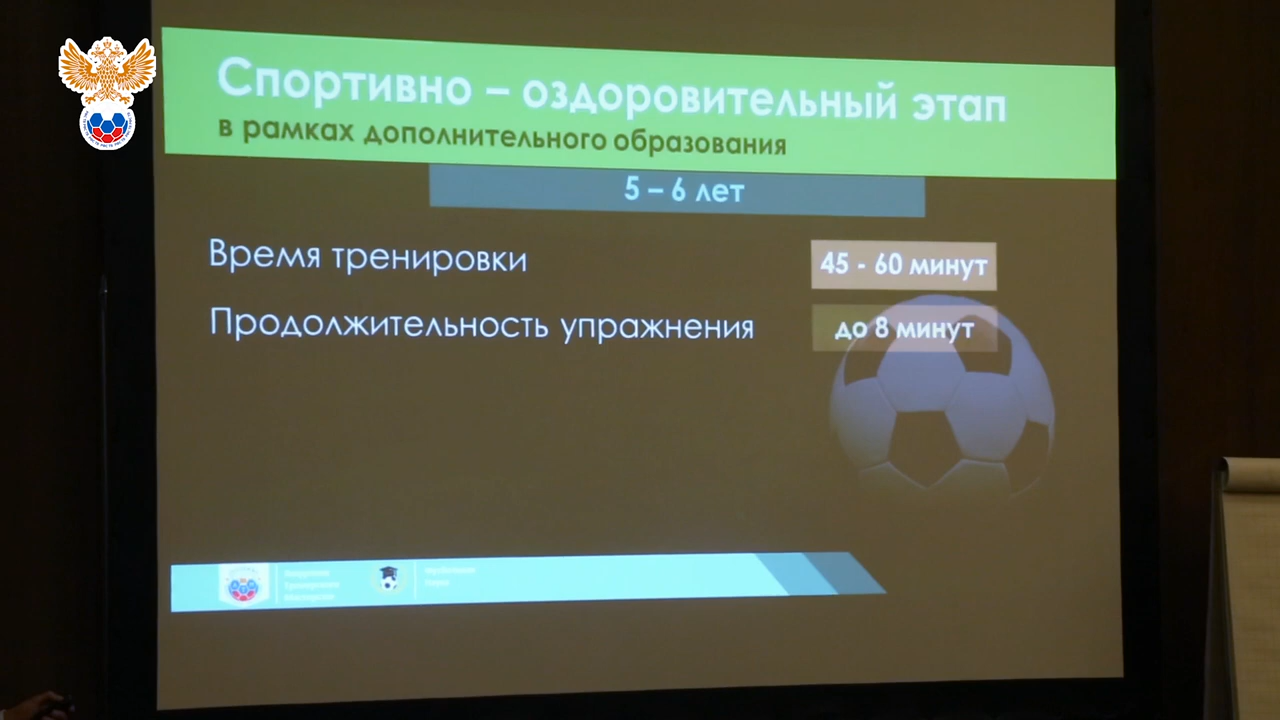 Спортивно – оздоровительный этап
в рамках дополнительного образования
5 – 6 лет
Время тренировки
45 - 60 минут
Продолжительность упражнения
до 8 минут